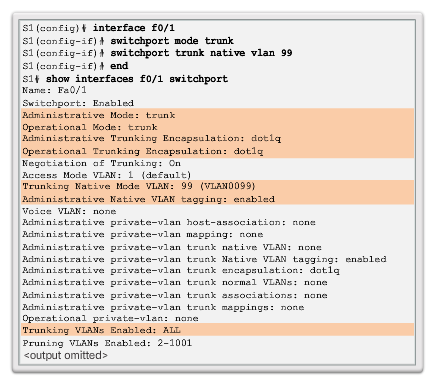 S1(config)# interface f0/1
S1(config-if)# switchport mode trunk
S1(config-if)# switchport trunk native vlan 99
S1(config-if)# end
S1# show interfaces f0/1 switchport
Name: Fa0/1
Switchport: Enabled
Administrative Mode: trunk
Operational Mode: trunk
Administrative Trunking Encapsulation: dot1q
Operational Trunking Encapsulation: dot1q
Negotiation of Trunking: On
Access Mode VLAN: 1 (default)
Trunking Native Mode VLAN: 99 (VLAN0099)
Administrative Native VLAN tagging: enabled
Voice VLAN: none
Administrative private-vlan host-association: none
Administrative private-vlan mapping: none
Administrative private-vlan trunk native VLAN: none
Administrative private-vlan trunk Native VLAN tagging: enabled
Administrative private-vlan trunk encapsulation: dot1q
Administrative private-vlan trunk normal VLANs: none
Administrative private-vlan trunk associations: none
Administrative private-vlan trunk mappings: none
Operational private-vlan: none
Trunking VLANs Enabled: ALL
Pruning VLANs Enabled: 2-1001
<output omitted>